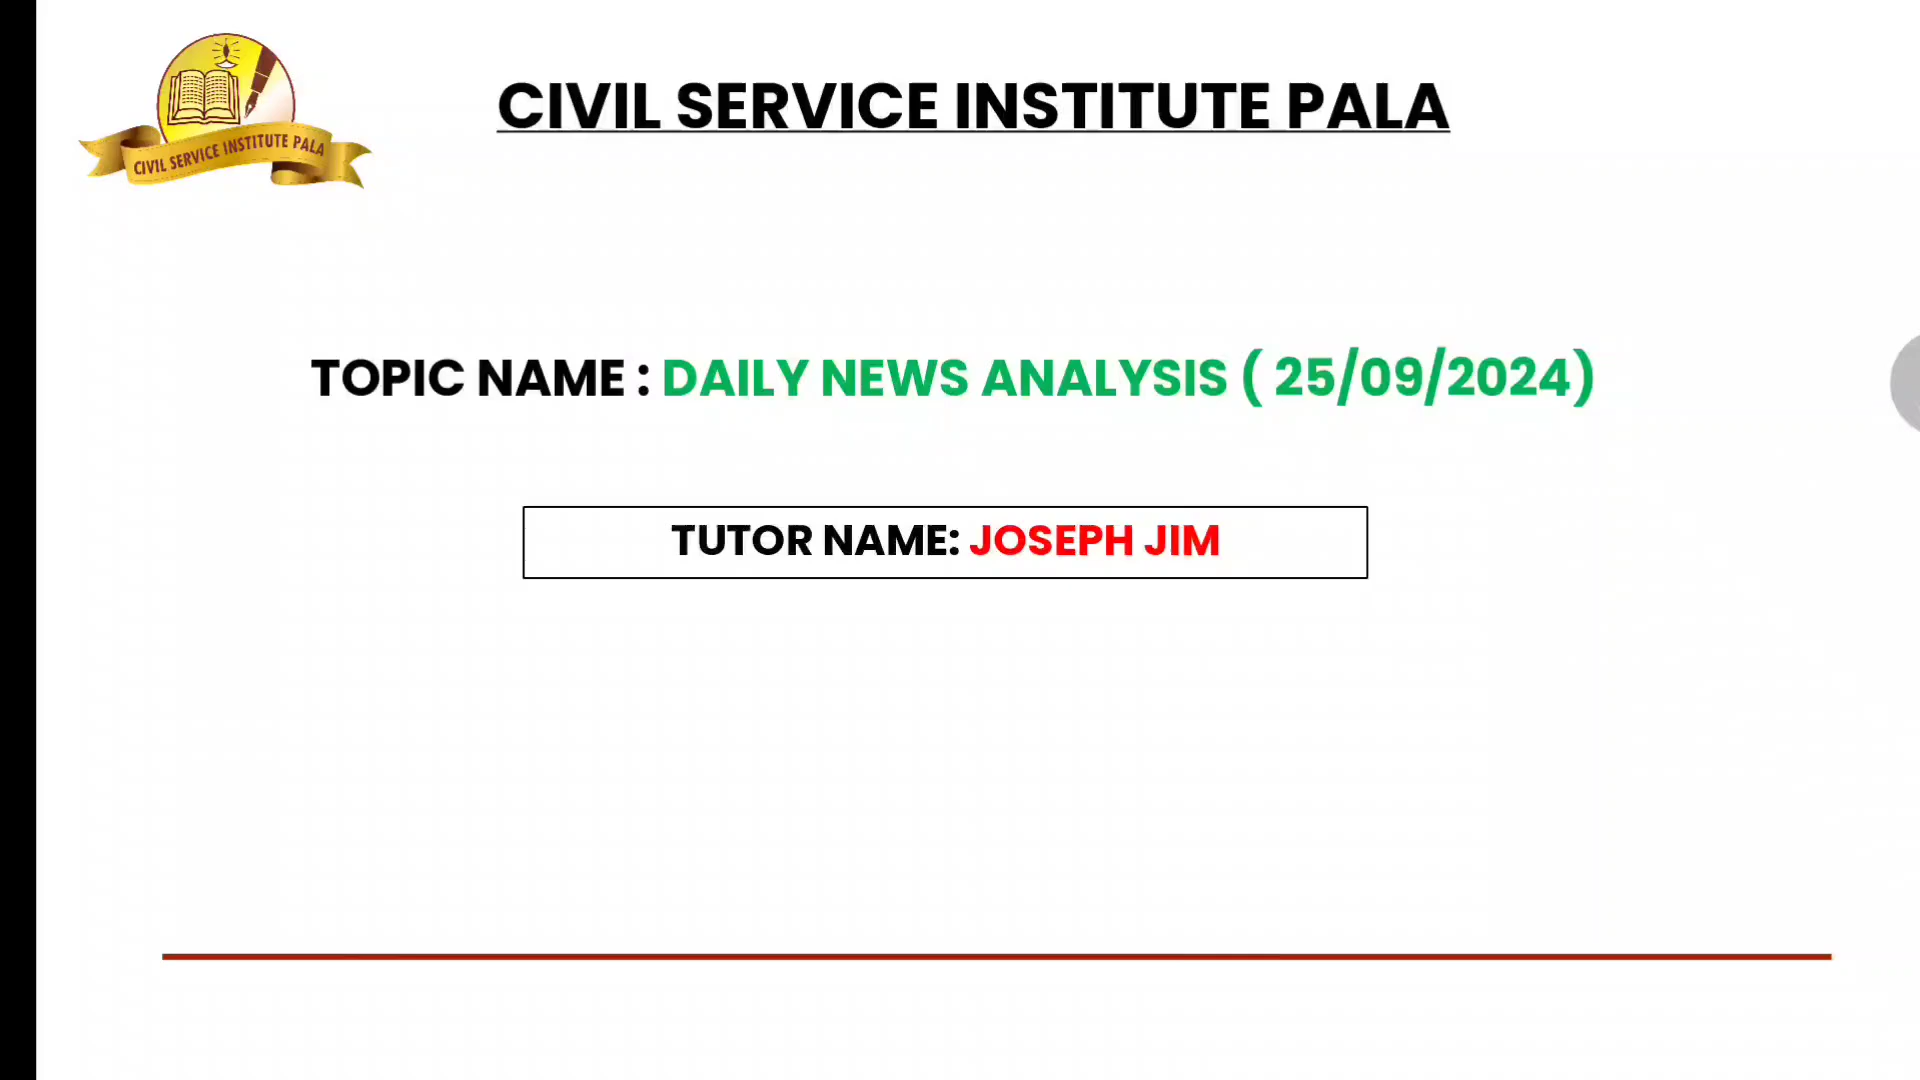 CIVIL SERVICE INSTITUTE PALA
CIVIL SERVICE INSTITUTE PALA
TOPIC NAME : DAILY NEWS ANALYSIS ( 25/09/2024)
TUTOR NAME: JOSEPH JIM